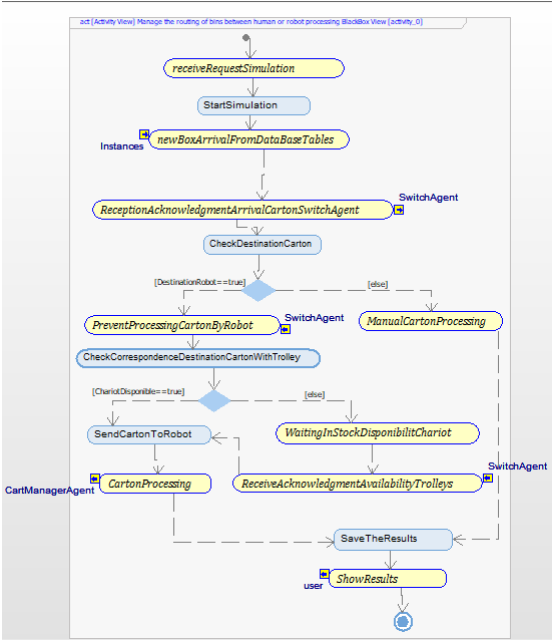 act [Activity View] Manage the routing of bins between human or robot processing BlackBox View [activity_0]
receiveRequestSimulation
StartSimulation
newBoxArrivalFromDataBaseTables
Instances
SwitchAgent
ReceptionAcknowledgmentArrivalCartonSwitchAgent
CheckDestinationCarton
[DestinationRobot==true]
[else]
PreventProcessingCartonByRobot
SwitchAgent
ManualCartonProcessing
CheckCorrespondenceDestinationCartonWithTrolley
[ChariotDisponible==true]
[else]
SendCartonToRobot
WaitingInStockDisponibilitChariot
SwitchAgent
CartManagerAgent
CartonProcessing
ReceiveAcknowledgmentAvailabilityTrolleys
SaveTheResults
user
ShowResults